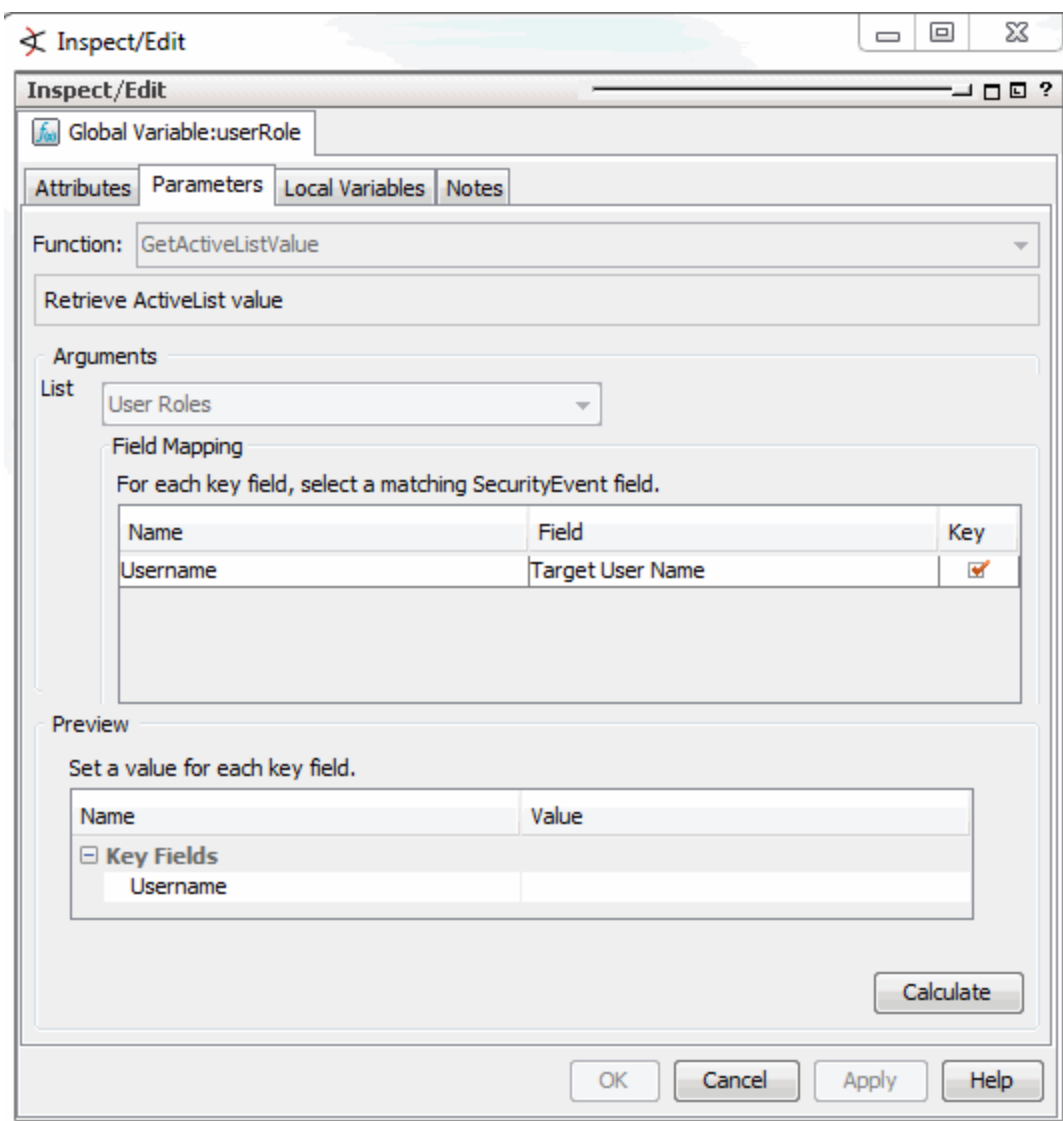 Inspect/Edit
Inspect/Edit
?
Global Variable:userRole
Attributes Parameters Local Variables Notes
Function: GetActiveListValue
Retrieve ActiveList value
Arguments
List User Roles
Field Mapping
For each key field, select a matching SecurityEvent field.
Name Field Key
Username Target User Name
Preview
Set a value for each key field.
Name Value
Key Fields
Username
Calculate
OK Cancel Apply Help